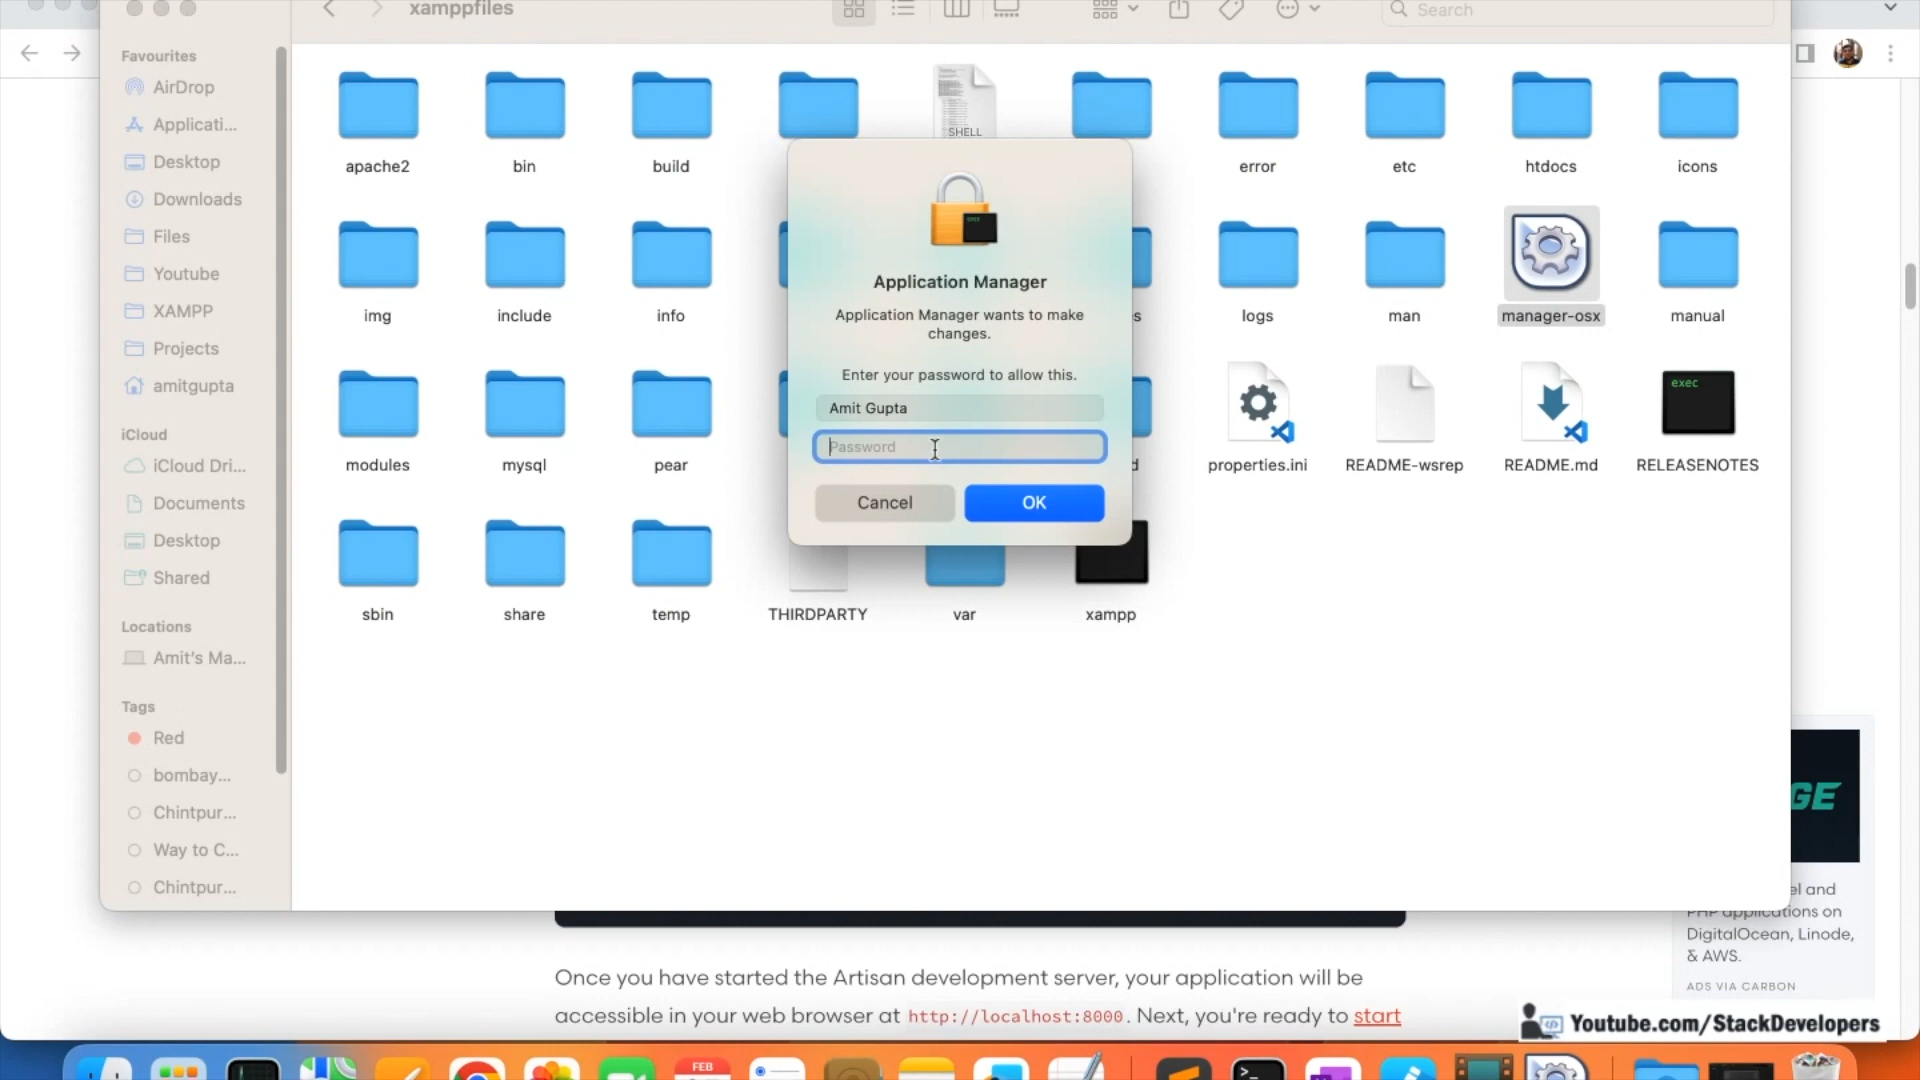 xamppfiles
Search
Favourites
AirDrop
Applicati...
Desktop
Downloads
Files
Youtube
XAMPP
Projects
amitgupta
iCloud
iCloud Dri...
Documents
Desktop
Shared
Locations
Amit's Ma...
Tags
Red
bombay...
Chintpur...
Way to C...
Chintpur...
SHELL
apache2
bin
build
error
etc
htdocs
icons
img
include
info
s
logs
man
manager-osx
manual
exec
modules
mysql
pear
d
properties.ini
README-wsrep
README.md
RELEASENOTES
sbin
share
temp
THIRDPARTY
var
xampp
exec
Application Manager
Application Manager wants to make
changes.
Enter your password to allow this.
Amit Gupta
Password
Cancel
OK
GE
el and
PHP applications on
DigitalOcean, Linode,
& AWS.
ADS VIA CARBON
Once you have started the Artisan development server, your application will be
accessible in your web browser at http://localhost:8000. Next, you're ready to start
Youtube.com/StackDevelopers
FEB